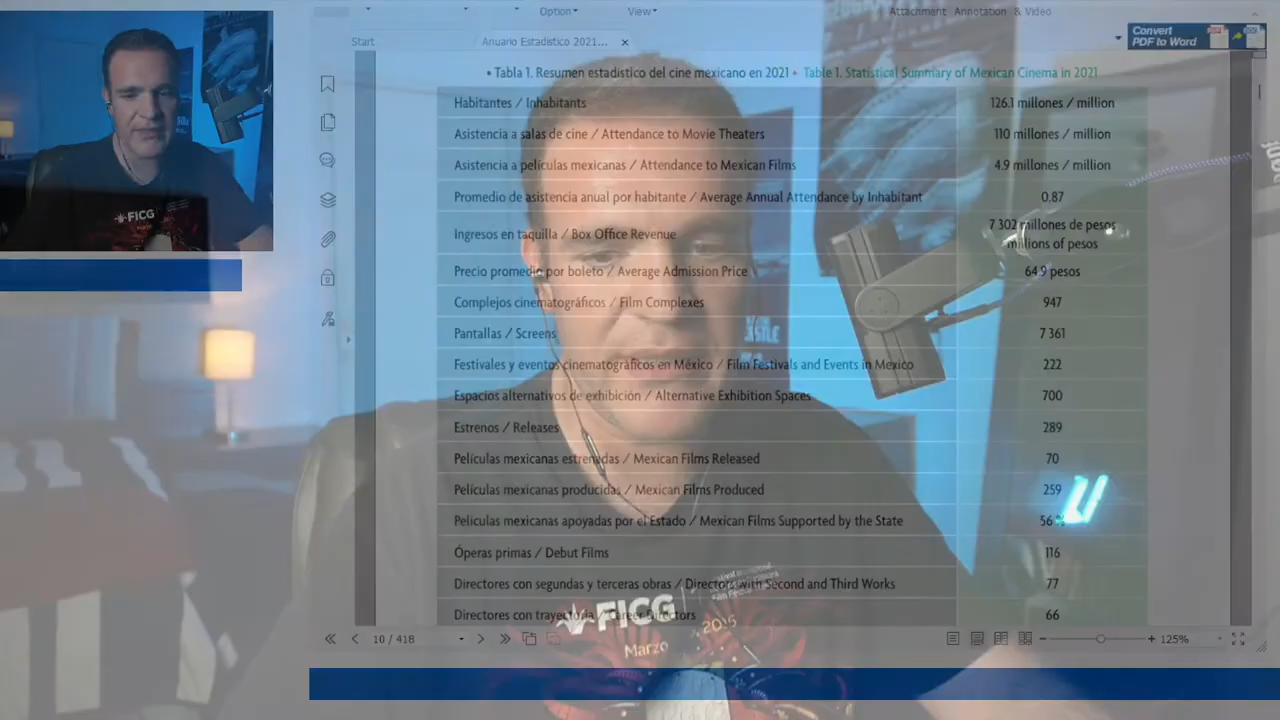 Option View
Attachment Annotation & Video
Start
Anuario Estadistico 2021... ×
Convert
PDF to Word
• Tabla 1. Resumen estadístico del cine mexicano en 2021 • Table 1. Statistical Summary of Mexican Cinema in 2021
Habitantes / Inhabitants 126.1 millones / million
Asistencia a salas de cine / Attendance to Movie Theaters 110 millones / million
Asistencia a películas mexicanas / Attendance to Mexican Films 4.9 millones / million
Promedio de asistencia anual por habitante / Average Annual Attendance by Inhabitant 0.87
Ingresos en taquilla / Box Office Revenue 7 302 millones de pesos
millions of pesos
Precio promedio por boleto / Average Admission Price 64.9 pesos
Complejos cinematográficos / Film Complexes 947
Pantallas / Screens 7 361
Festivales y eventos cinematográficos en México / Film Festivals and Events in Mexico 222
Espacios alternativos de exhibición / Alternative Exhibition Spaces 700
Estrenos / Releases 289
Películas mexicanas estrenadas / Mexican Films Released 70
Películas mexicanas producidas / Mexican Films Produced 259
Películas mexicanas apoyadas por el Estado / Mexican Films Supported by the State 56
Óperas primas / Debut Films 116
Directores con segundas y terceras obras / Directors with Second and Third Works 77
Directores con trayectoria / Career Directors 66
FICG
2015
Marzo
FICG
10 / 418
125%